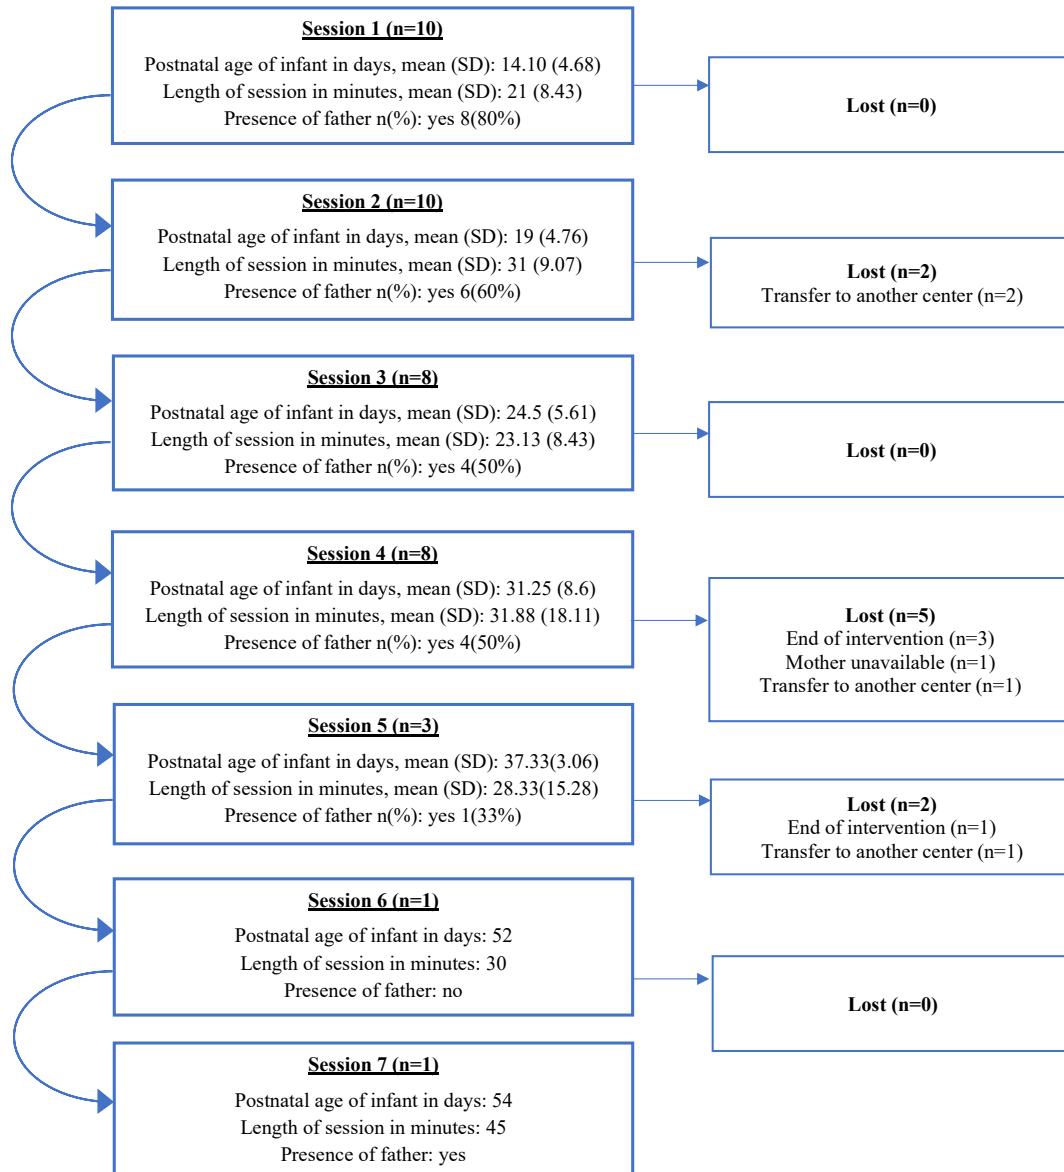 Session 1 (n=10)
Postnatal age of infant in days, mean (SD): 14.10 (4.68)
Length of session in minutes, mean (SD): 21 (8.43)
Presence of father n(%): yes 8(80%)
Lost (n=0)
Session 2 (n=10)
Postnatal age of infant in days, mean (SD): 19 (4.76)
Length of session in minutes, mean (SD): 31 (9.07)
Presence of father n(%): yes 6(60%)
Lost (n=2)
Transfer to another center (n=2)
Session 3 (n=8)
Postnatal age of infant in days, mean (SD): 24.5 (5.61)
Length of session in minutes, mean (SD): 23.13 (8.43)
Presence of father n(%): yes 4(50%)
Lost (n=0)
Session 4 (n=8)
Postnatal age of infant in days, mean (SD): 31.25 (8.6)
Length of session in minutes, mean (SD): 31.88 (18.11)
Presence of father n(%): yes 4(50%)
Lost (n=5)
End of intervention (n=3)
Mother unavailable (n=1)
Transfer to another center (n=1)
Session 5 (n=3)
Postnatal age of infant in days, mean (SD): 37.33(3.06)
Length of session in minutes, mean (SD): 28.33(15.28)
Presence of father n(%): yes 1(33%)
Lost (n=2)
End of intervention (n=1)
Transfer to another center (n=1)
Session 6 (n=1)
Postnatal age of infant in days: 52
Length of session in minutes: 30
Presence of father: no
Lost (n=0)
Session 7 (n=1)
Postnatal age of infant in days: 54
Length of session in minutes: 45
Presence of father: yes